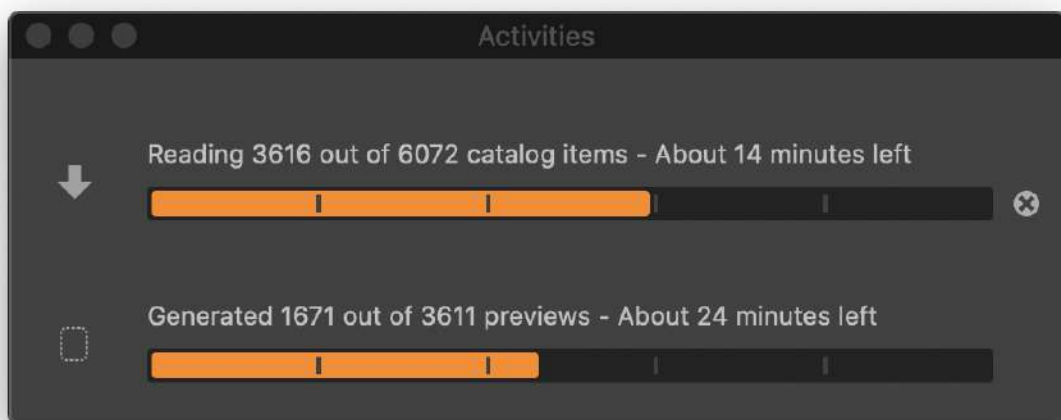 Activities
Reading 3616 out of 6072 catalog items - About 14 minutes left
Generated 1671 out of 3611 previews - About 24 minutes left